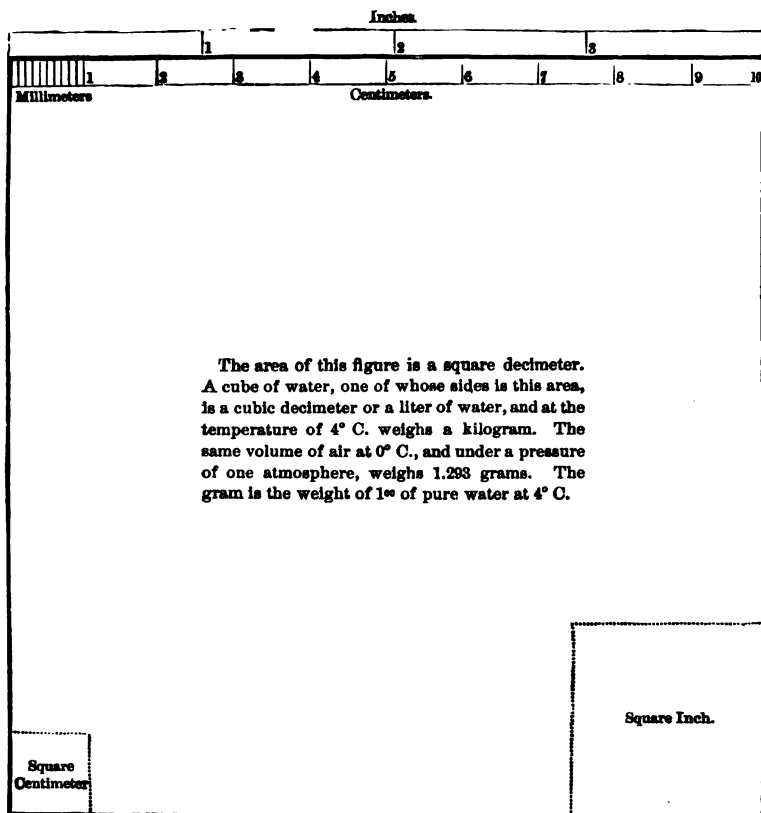 Inches.
1 2 3
1 2 3 4 5 6 7 8 9 10
Millimeters Centimeters.
The area of this figure is a square decimeter.
A cube of water, one of whose sides is this area,
is a cubic decimeter or a liter of water, and at the
temperature of 4° C. weighs a kilogram. The
same volume of air at 0° C., and under a pressure
of one atmosphere, weighs 1.293 grams. The
gram is the weight of 1cc of pure water at 4° C.
Square Inch.
Square
Centimeter